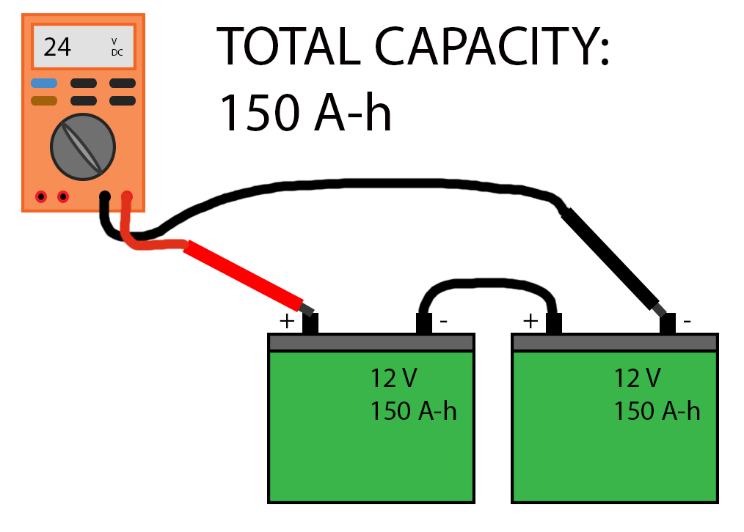 24
V
DC
TOTAL CAPACITY:
150 A-h
+
-
+
-
12 V
150 A-h
12 V
150 A-h